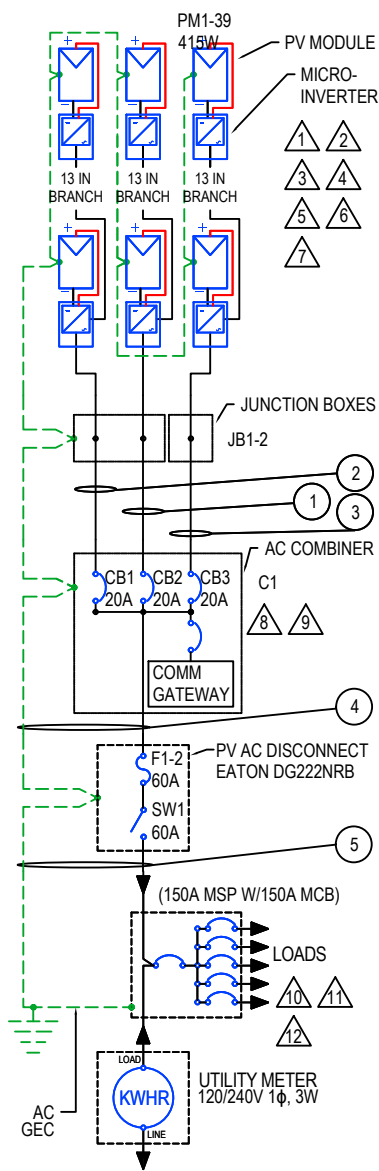 PM1-39
415W
PV MODULE
MICRO-
INVERTER
+ + +
- - -
1 2
3 4
5 6
7
13 IN
BRANCH
13 IN
BRANCH
13 IN
BRANCH
+ + +
- - -
JUNCTION BOXES
JB1-2
2
1
3
AC COMBINER
C1
CB1
20A
CB2
20A
CB3
20A
8 9
COMM
GATEWAY
4
F1-2
60A
SW1
60A
PV AC DISCONNECT
EATON DG222NRB
5
(150A MSP W/150A MCB)
LOADS
10 11
12
LOAD
KWHR
LINE
UTILITY METER
120/240V 1ϕ, 3W
AC
GEC